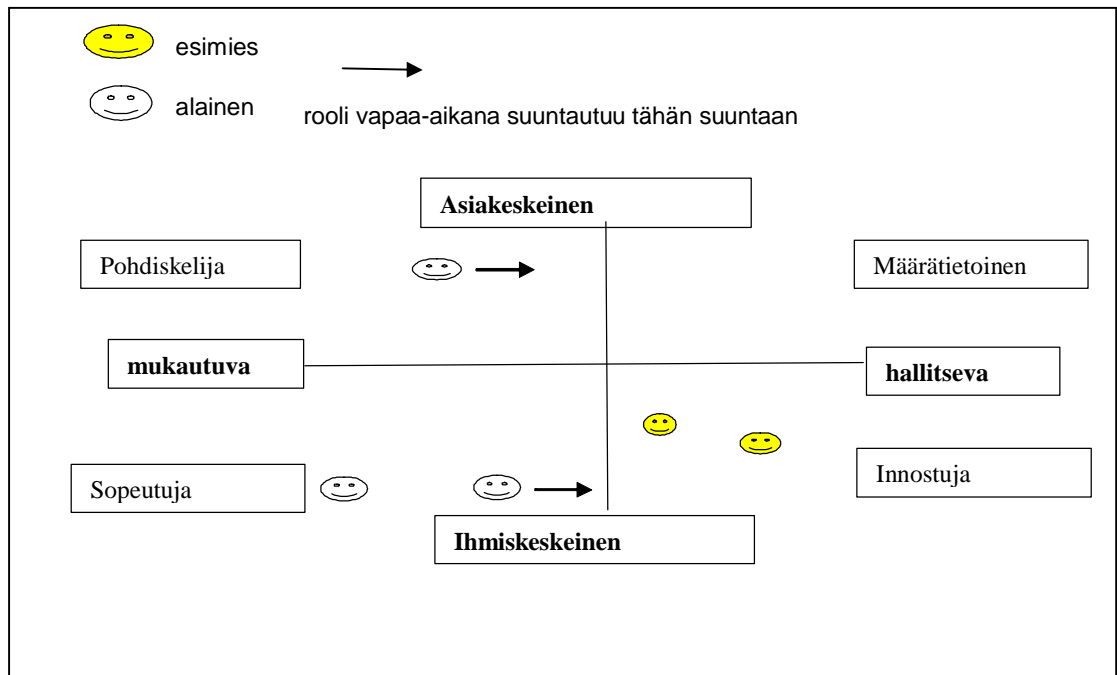 esimies
alainen
rooli vapaa-aikana suuntautuu tähän suuntaan
Asiakeskeinen
Pohdiskelija
Määrätietoinen
mukautuva
hallitseva
Sopeutuja
Innostuja
Ihmiskeskeinen